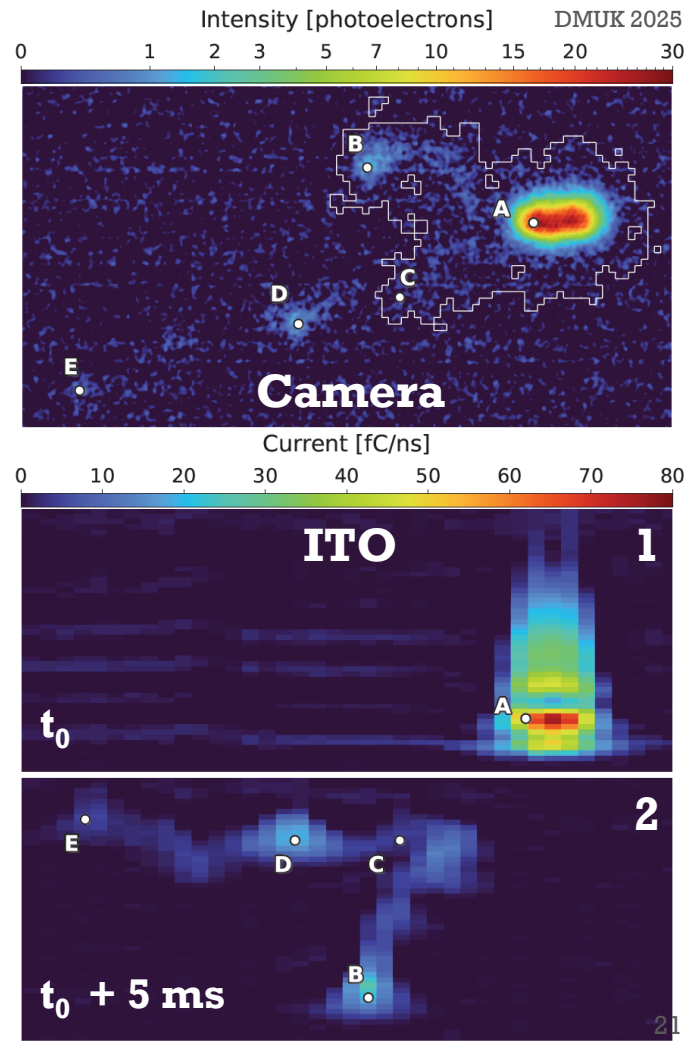 Intensity [photoelectrons] DMUK 2025
0 1 2 3 5 7 10 15 20 30
B
A
C
D
E
Camera
Current [fC/ns]
0 10 20 30 40 50 60 70 80
ITO 1
A
t₀
2
E
D C
B
t₀ + 5 ms
21